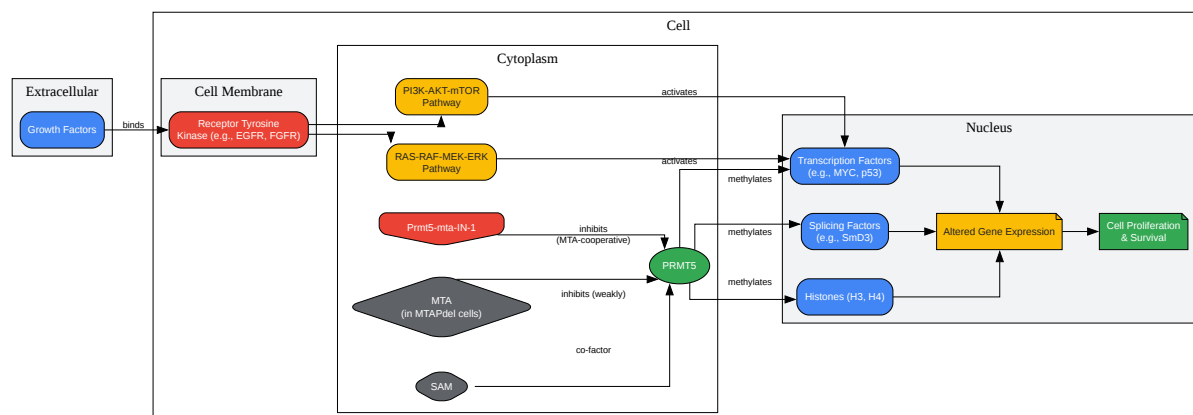 Cell
Cytoplasm
Extracellular
Growth Factors
binds
Cell Membrane
Receptor Tyrosine
Kinase (e.g., EGFR, FGFR)
PI3K-AKT-mTOR
Pathway
activates
RAS-RAF-MEK-ERK
Pathway
activates
methylates
Prmt5-mta-IN-1
inhibits
(MTA-cooperative)
PRMT5
methylates
MTA
(in MTAPdel cells)
inhibits (weakly)
methylates
co-factor
SAM
Nucleus
Transcription Factors
(e.g., MYC, p53)
Splicing Factors
(e.g., SmD3)
Histones (H3, H4)
Altered Gene Expression
Cell Proliferation
& Survival